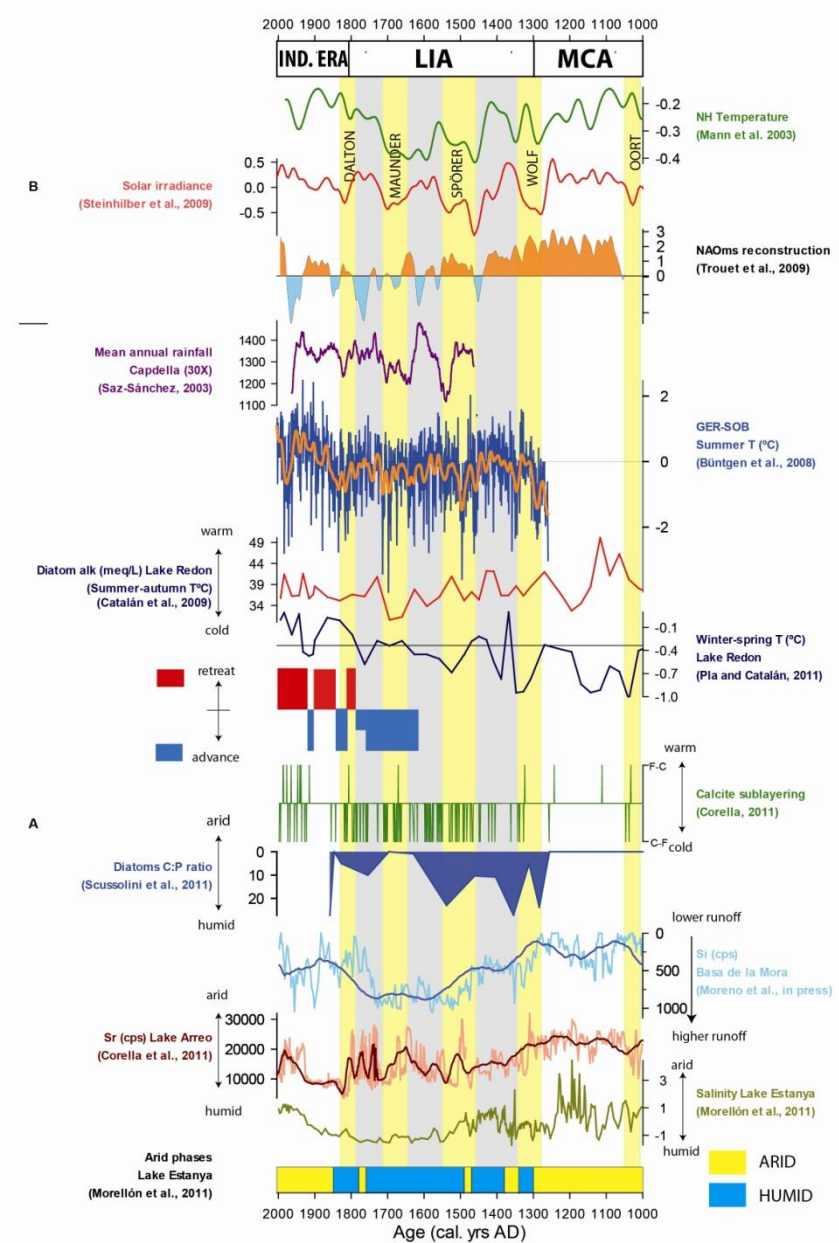 2000 1900 1800 1700 1600 1500 1400 1300 1200 1100 1000
IND. ERA LIA MCA
-0.2
-0.3
-0.4
NH Temperature
(Mann et al. 2003)
DALTON
MAUNDER
SPÖRER
WOLF
OORT
B
0.5
0.0
-0.5
Solar irradiance
(Steinhilber et al., 2009)
3
2
1
0
NAOms reconstruction
(Trouet et al., 2009)
1400
1300
1200
1100
Mean annual rainfall
Capdella (30X)
(Saz-Sánchez, 2003)
2
0
-2
GER-SOB
Summer T (ºC)
(Büntgen et al., 2008)
warm
49
44
39
34
Diatom alk (meq/L) Lake Redon
(Summer-autumn TºC)
(Catalán et al., 2009)
cold
-0.1
-0.4
-0.7
-1.0
Winter-spring T (ºC)
Lake Redon
(Pla and Catalán, 2011)
retreat
advance
warm
F-C
C-F
Calcite sublayering
(Corella, 2011)
cold
A
arid
0
10
20
Diatoms C:P ratio
(Scussolini et al., 2011)
humid
lower runoff
0
500
1000
Si (cps)
Basa de la Mora
(Moreno et al., in press)
higher runoff
arid
30000
20000
10000
Sr (cps) Lake Arreo
(Corella et al., 2011)
humid
arid
3
1
-1
Salinity Lake Estanya
(Morellón et al., 2011)
humid
Arid phases
Lake Estanya
(Morellón et al., 2011)
ARID
HUMID
2000 1900 1800 1700 1600 1500 1400 1300 1200 1100 1000
Age (cal. yrs AD)